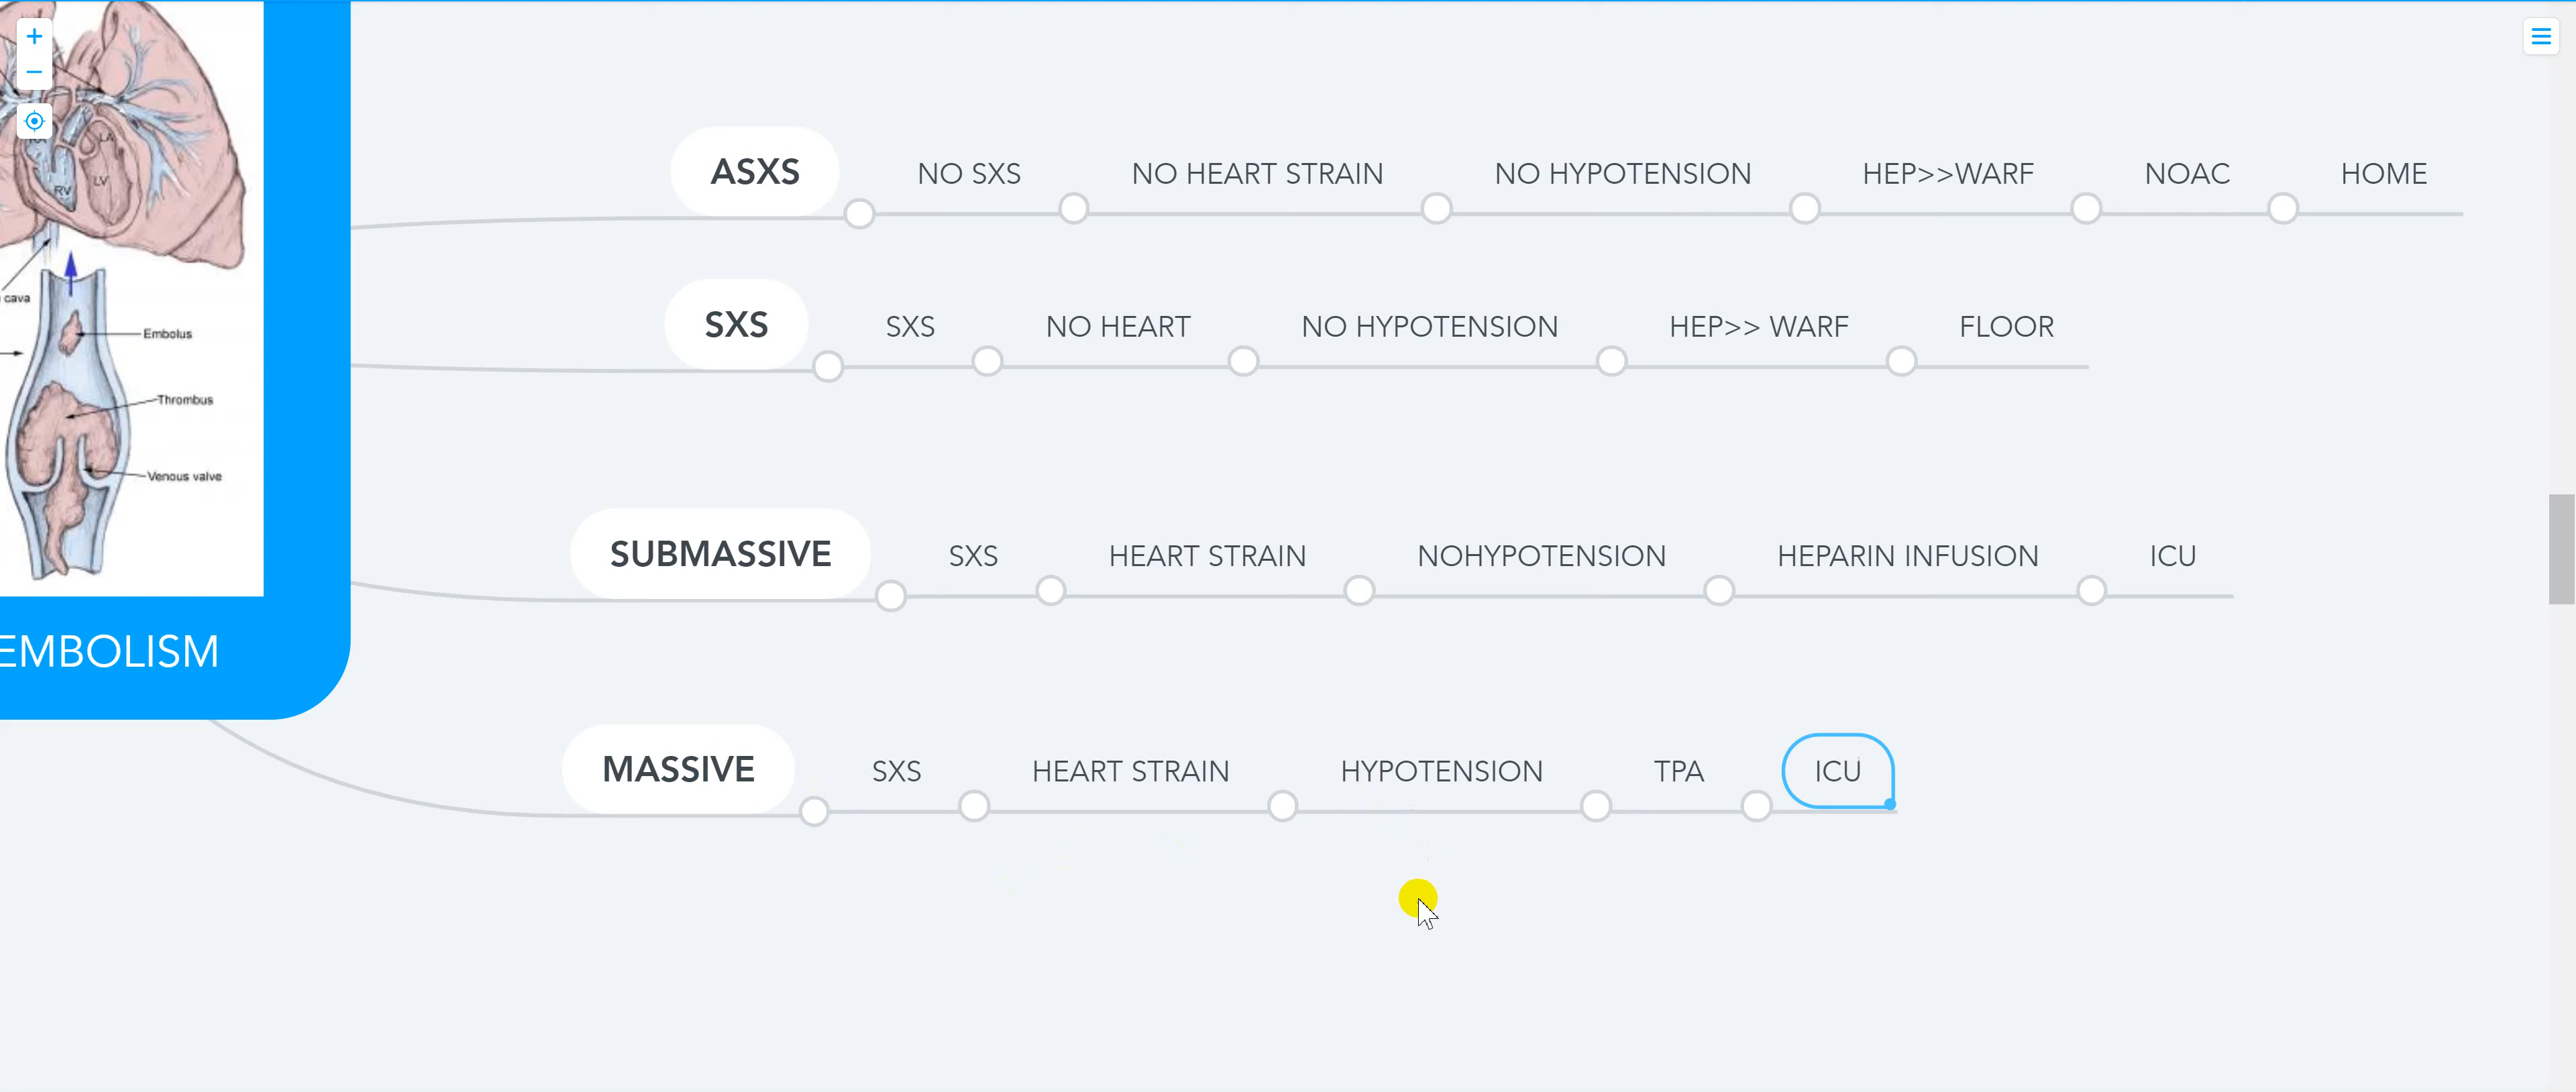 ASXS NO SXS NO HEART STRAIN NO HYPOTENSION HEP>>WARF NOAC HOME
SXS SXS NO HEART NO HYPOTENSION HEP>> WARF FLOOR
SUBMASSIVE SXS HEART STRAIN NOHYPOTENSION HEPARIN INFUSION ICU
MASSIVE SXS HEART STRAIN HYPOTENSION TPA ICU
LA
RV
LV
cava
Embolus
Thrombus
Venous valve
EMBOLISM